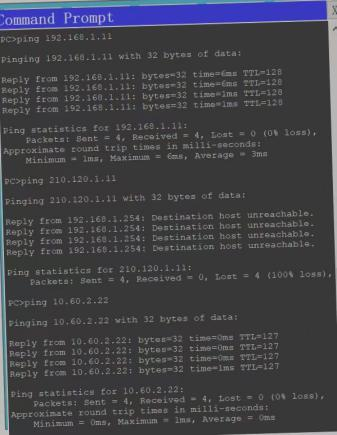 Command Prompt
X
PC>ping 192.168.1.11
Pinging 192.168.1.11 with 32 bytes of data:
Reply from 192.168.1.11: bytes=32 time=6ms TTL=128
Reply from 192.168.1.11: bytes=32 time=6ms TTL=128
Reply from 192.168.1.11: bytes=32 time=1ms TTL=128
Reply from 192.168.1.11: bytes=32 time=1ms TTL=128
Ping statistics for 192.168.1.11:
Packets: Sent = 4, Received = 4, Lost = 0 (0% loss),
Approximate round trip times in milli-seconds:
Minimum = 1ms, Maximum = 6ms, Average = 3ms
PC>ping 210.120.1.11
Pinging 210.120.1.11 with 32 bytes of data:
Reply from 192.168.1.254: Destination host unreachable.
Reply from 192.168.1.254: Destination host unreachable.
Reply from 192.168.1.254: Destination host unreachable.
Reply from 192.168.1.254: Destination host unreachable.
Ping statistics for 210.120.1.11:
Packets: Sent = 4, Received = 0, Lost = 4 (100% loss),
PC>ping 10.60.2.22
Pinging 10.60.2.22 with 32 bytes of data:
Reply from 10.60.2.22: bytes=32 time=0ms TTL=127
Reply from 10.60.2.22: bytes=32 time=0ms TTL=127
Reply from 10.60.2.22: bytes=32 time=0ms TTL=127
Reply from 10.60.2.22: bytes=32 time=1ms TTL=127
Ping statistics for 10.60.2.22:
Packets: Sent = 4, Received = 4, Lost = 0 (0% loss),
Approximate round trip times in milli-seconds:
Minimum = 0ms, Maximum = 1ms, Average = 0ms